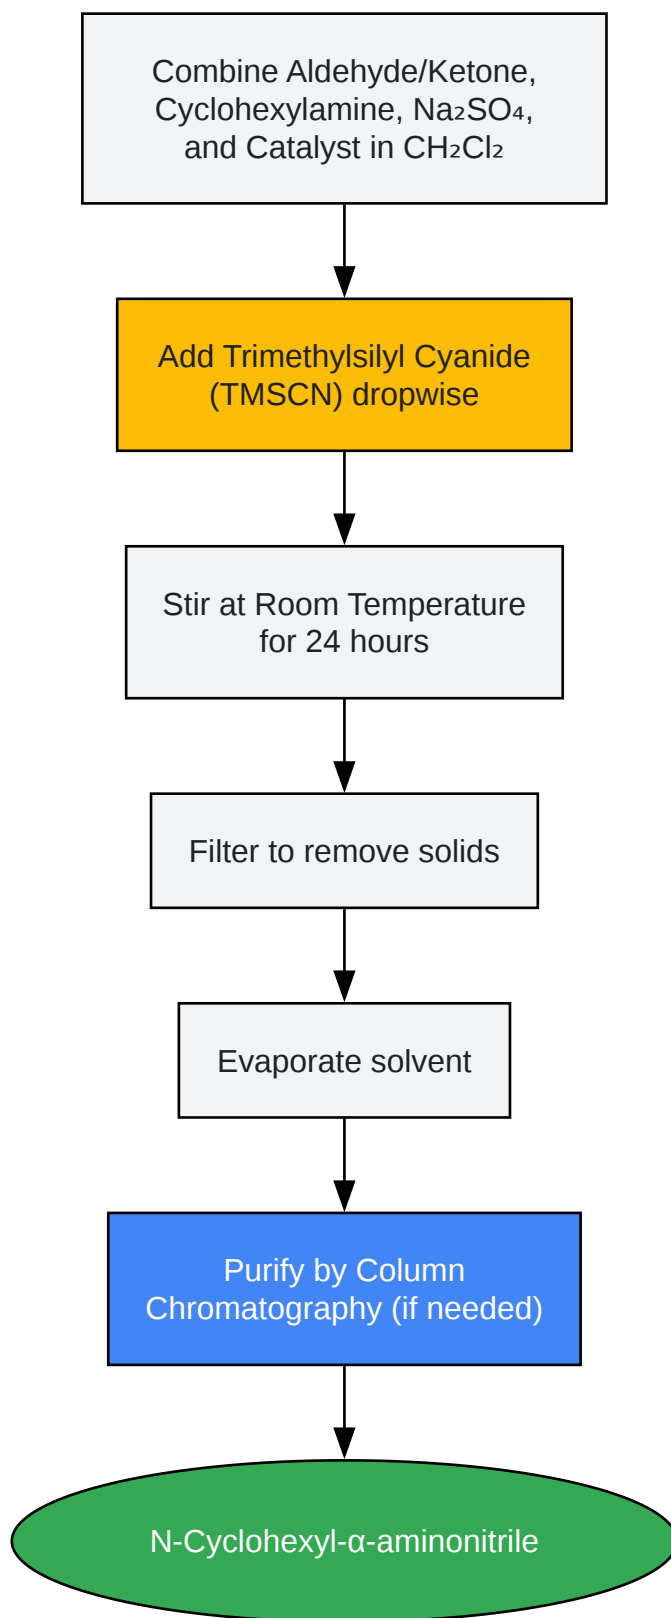 Combine Aldehyde/Ketone,
Cyclohexylamine, Na₂SO₄,
and Catalyst in CH₂Cl₂
Add Trimethylsilyl Cyanide
(TMSCN) dropwise
Stir at Room Temperature
for 24 hours
Filter to remove solids
Evaporate solvent
Purify by Column
Chromatography (if needed)
N-Cyclohexyl-α-aminonitrile